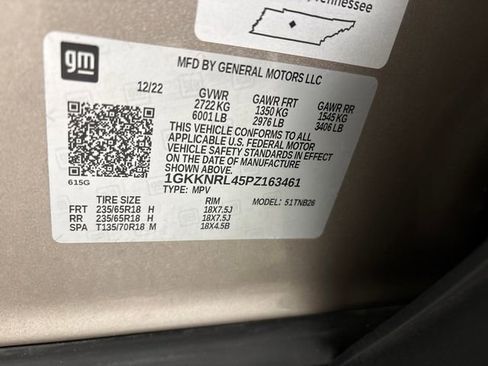 Tennessee
gm
MFD BY GENERAL MOTORS LLC
12/22 GVWR GAWR FRT GAWR RR
2722 KG 1350 KG 1545 KG
6001 LB 2976 LB 3406 LB
THIS VEHICLE CONFORMS TO ALL
APPLICABLE U.S. FEDERAL MOTOR
VEHICLE SAFETY STANDARDS IN EFFECT
ON THE DATE OF MANUFACTURE
SHOWN ABOVE.
615G
1GKKNRL45PZ163461
TYPE: MPV MODEL: 51TNB26
TIRE SIZE RIM
FRT 235/65R18 H 18X7.5J
RR 235/65R18 H 18X7.5J
SPA T135/70R18 M 18X4.5B